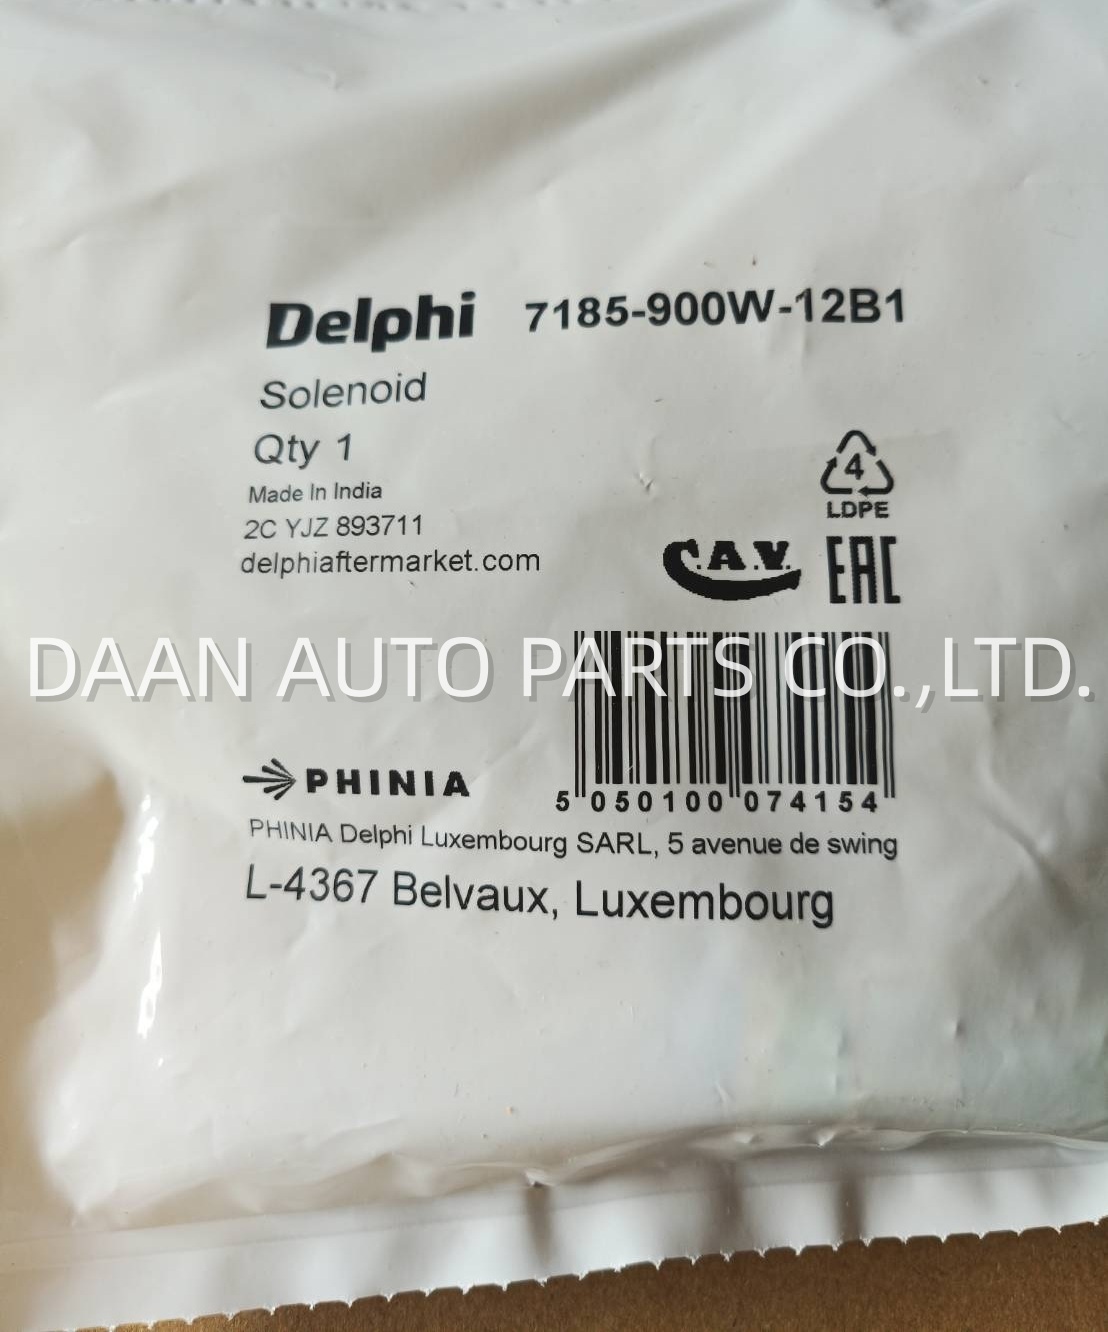 Delphi 7185-900W-12B1
Solenoid
Qty 1
Made In India
2C YJZ 893711
delphiaftermarket.com
4
LDPE
C.A.V.
EAC
DAAN AUTO PARTS CO.,LTD.
5 050100 074154
PHINIA
PHINIA Delphi Luxembourg SARL, 5 avenue de swing
L-4367 Belvaux, Luxembourg